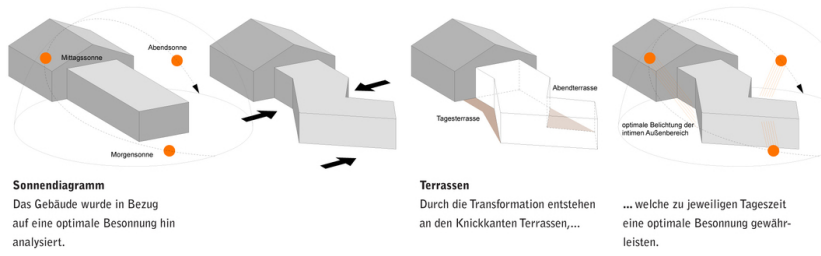 Mittagssonne
Abendsonne
Morgensonne
Tagesterrasse
Abendterrasse
optimale Belichtung der
intimen Außenbereich
Sonnendiagramm
Das Gebäude wurde in Bezug
auf eine optimale Besonnung hin
analysiert.
Terrassen
Durch die Transformation entstehen
an den Knickkanten Terrassen,...
... welche zu jeweiligen Tageszeit
eine optimale Besonnung gewähr-
leisten.